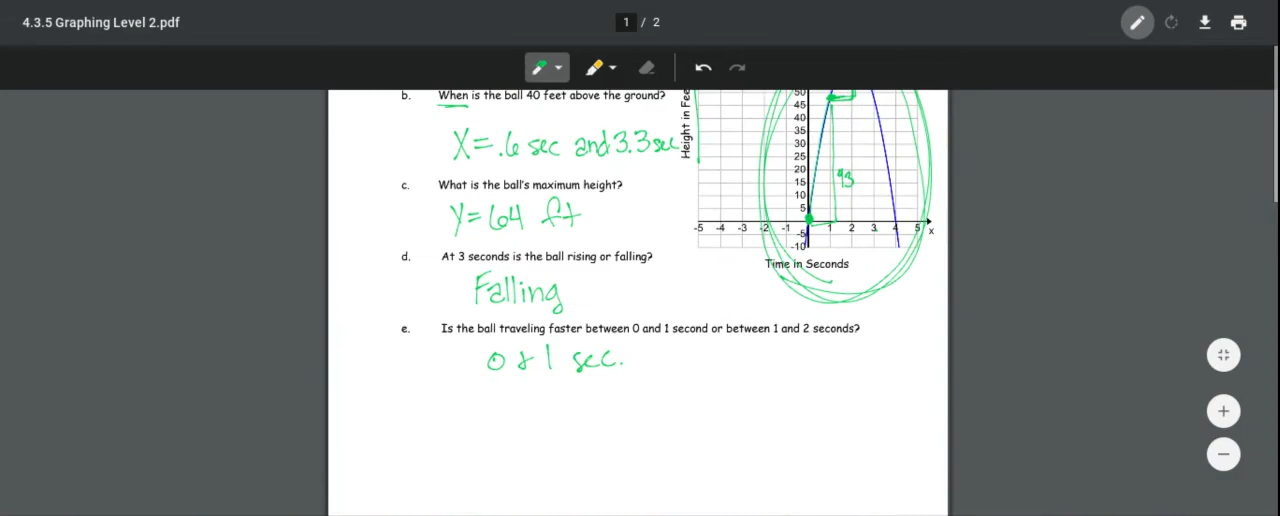 4.3.5 Graphing Level 2.pdf
1 / 2
b. When is the ball 40 feet above the ground?
X = .6 sec and 3.3 sec
c. What is the ball's maximum height?
Y = 64 ft
d. At 3 seconds is the ball rising or falling?
Falling
e. Is the ball traveling faster between 0 and 1 second or between 1 and 2 seconds?
0 & 1 sec.
Height in Fee
50
45
40
35
30
25
20
15
10
5
-5 -4 -3 -2 -1 1 2 3 4 5 x
-5
-10
Time in Seconds